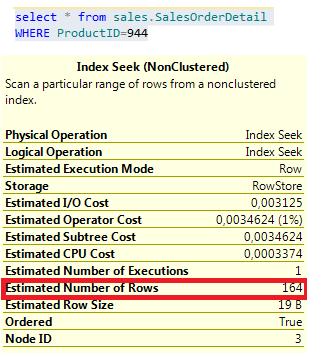 select * from sales.SalesOrderDetail
WHERE ProductID=944
Index Seek (NonClustered)
Scan a particular range of rows from a nonclustered
index.
Physical Operation Index Seek
Logical Operation Index Seek
Estimated Execution Mode Row
Storage RowStore
Estimated I/O Cost 0,003125
Estimated Operator Cost 0,0034624 (1%)
Estimated Subtree Cost 0,0034624
Estimated CPU Cost 0,0003374
Estimated Number of Executions 1
Estimated Number of Rows 164
Estimated Row Size 19 B
Ordered True
Node ID 3